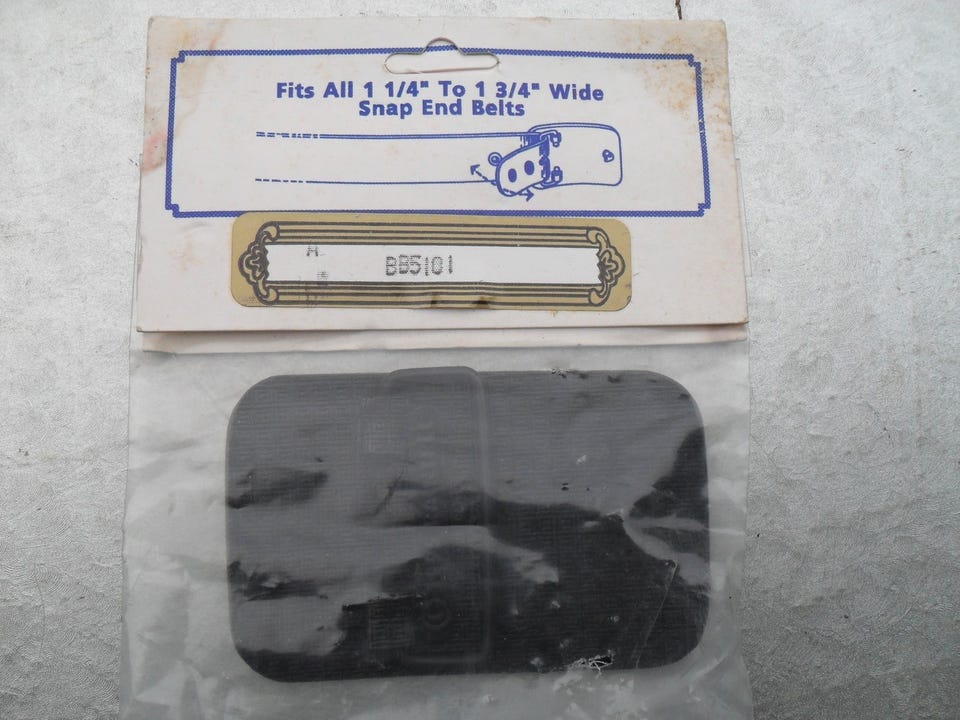 Fits All 1 1/4" To 1 3/4" Wide
Snap End Belts
A
BB5101